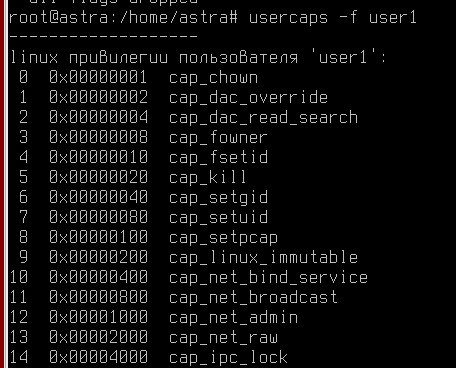 root@astra:/home/astra# usercaps -f user1
-------------------
linux привилегии пользователя 'user1':
0 0x00000001 cap_chown
1 0x00000002 cap_dac_override
2 0x00000004 cap_dac_read_search
3 0x00000008 cap_fowner
4 0x00000010 cap_fsetid
5 0x00000020 cap_kill
6 0x00000040 cap_setgid
7 0x00000080 cap_setuid
8 0x00000100 cap_setpcap
9 0x00000200 cap_linux_immutable
10 0x00000400 cap_net_bind_service
11 0x00000800 cap_net_broadcast
12 0x00001000 cap_net_admin
13 0x00002000 cap_net_raw
14 0x00004000 cap_ipc_lock